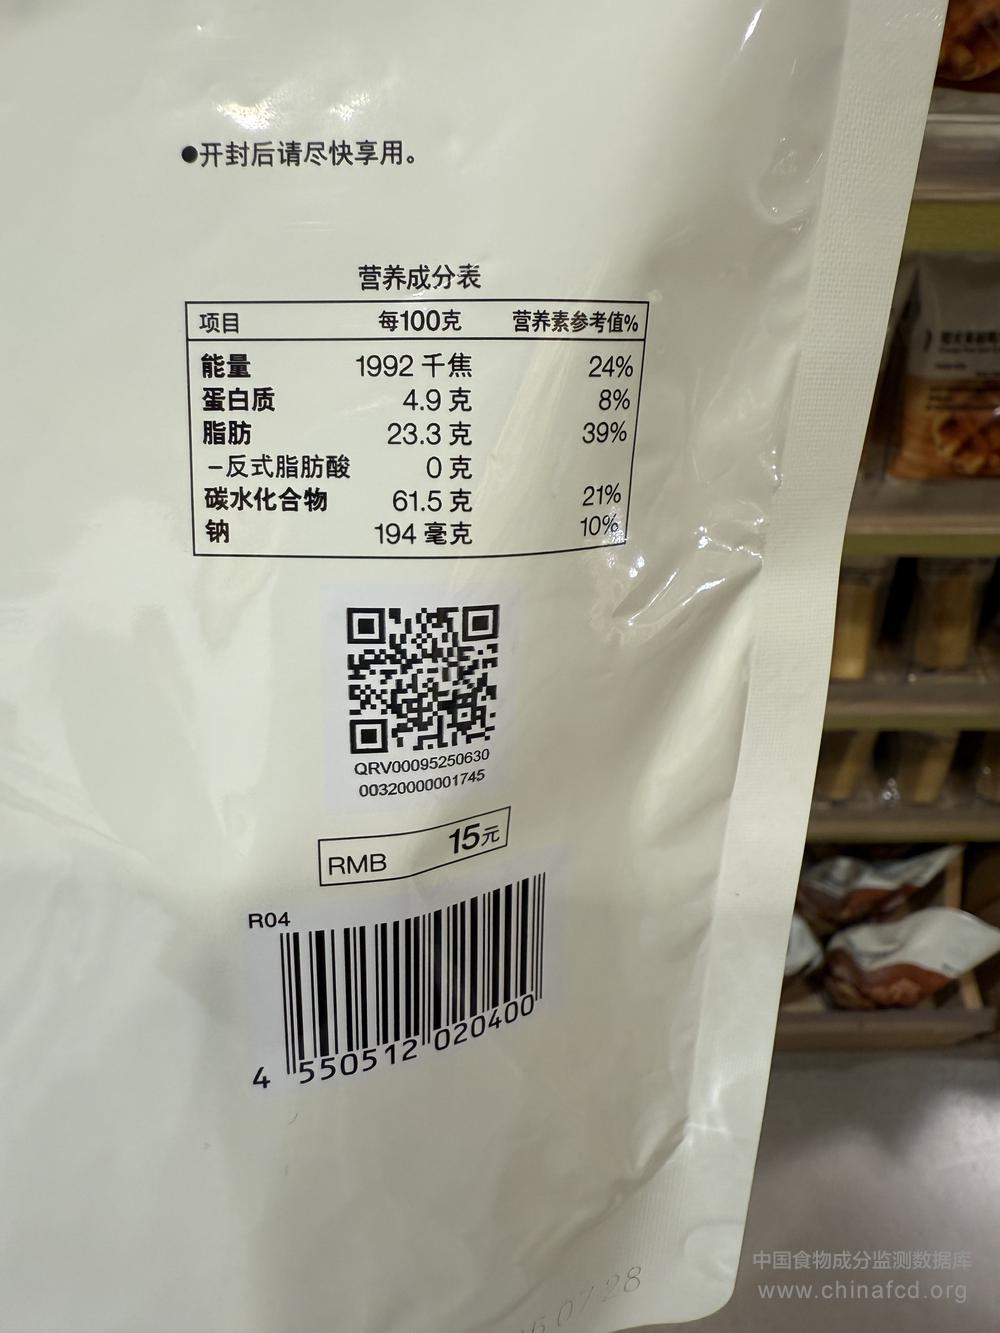 ●开封后请尽快享用。
营养成分表
项目 每100克 营养素参考值%
能量 1992 千焦 24%
蛋白质 4.9 克 8%
脂肪 23.3 克 39%
–反式脂肪酸 0 克
碳水化合物 61.5 克 21%
钠 194 毫克 10%
QRV00095250630
00320000001745
RMB 15元
R04
4 550512 020400
07 28
中国食物成分监测数据库
www.chinafcd.org